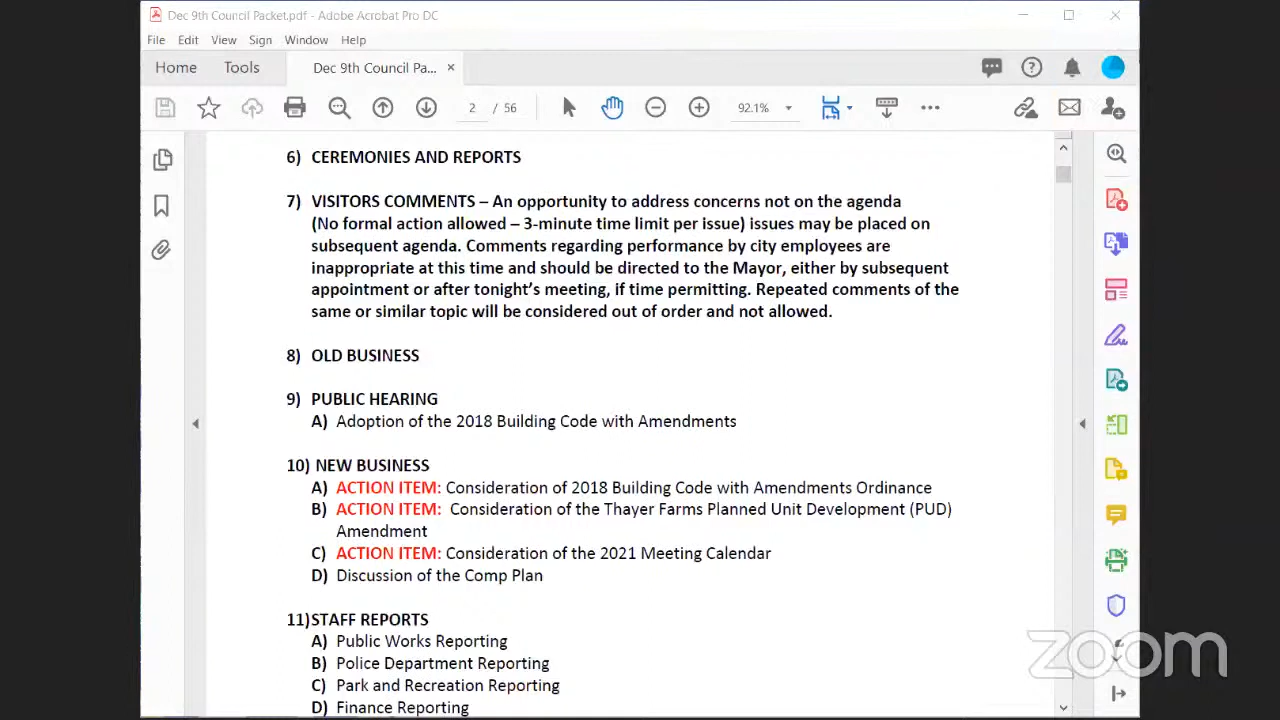 Dec 9th Council Packet.pdf - Adobe Acrobat Pro DC
File Edit View Sign Window Help
Home Tools Dec 9th Council Pa... ×
2 / 56 92.1%
6) CEREMONIES AND REPORTS
7) VISITORS COMMENTS – An opportunity to address concerns not on the agenda
(No formal action allowed – 3-minute time limit per issue) issues may be placed on
subsequent agenda. Comments regarding performance by city employees are
inappropriate at this time and should be directed to the Mayor, either by subsequent
appointment or after tonight's meeting, if time permitting. Repeated comments of the
same or similar topic will be considered out of order and not allowed.
8) OLD BUSINESS
9) PUBLIC HEARING
A) Adoption of the 2018 Building Code with Amendments
10) NEW BUSINESS
A) ACTION ITEM: Consideration of 2018 Building Code with Amendments Ordinance
B) ACTION ITEM: Consideration of the Thayer Farms Planned Unit Development (PUD)
Amendment
C) ACTION ITEM: Consideration of the 2021 Meeting Calendar
D) Discussion of the Comp Plan
11)STAFF REPORTS
A) Public Works Reporting
B) Police Department Reporting
C) Park and Recreation Reporting
D) Finance Reporting
zoom